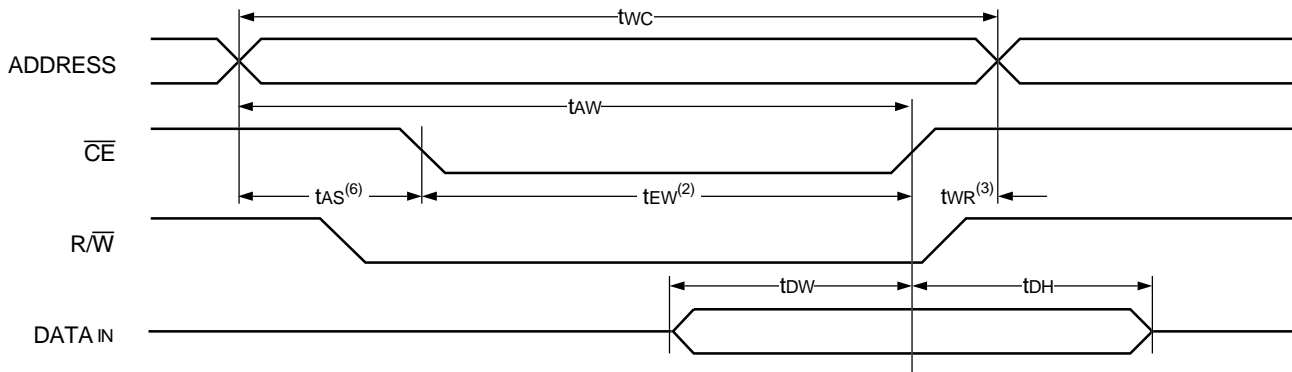 tWC
ADDRESS
tAW
CE
tAS(6)
tEW(2)
tWR(3)
R/W
tDW
tDH
DATA IN